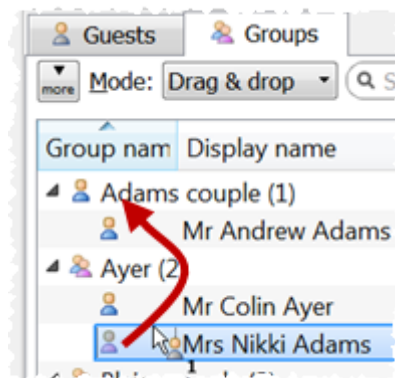 Guests Groups
more Mode: Drag & drop
Group nam Display name
Adams couple (1)
Mr Andrew Adams
Ayer (2
Mr Colin Ayer
Mrs Nikki Adams
1